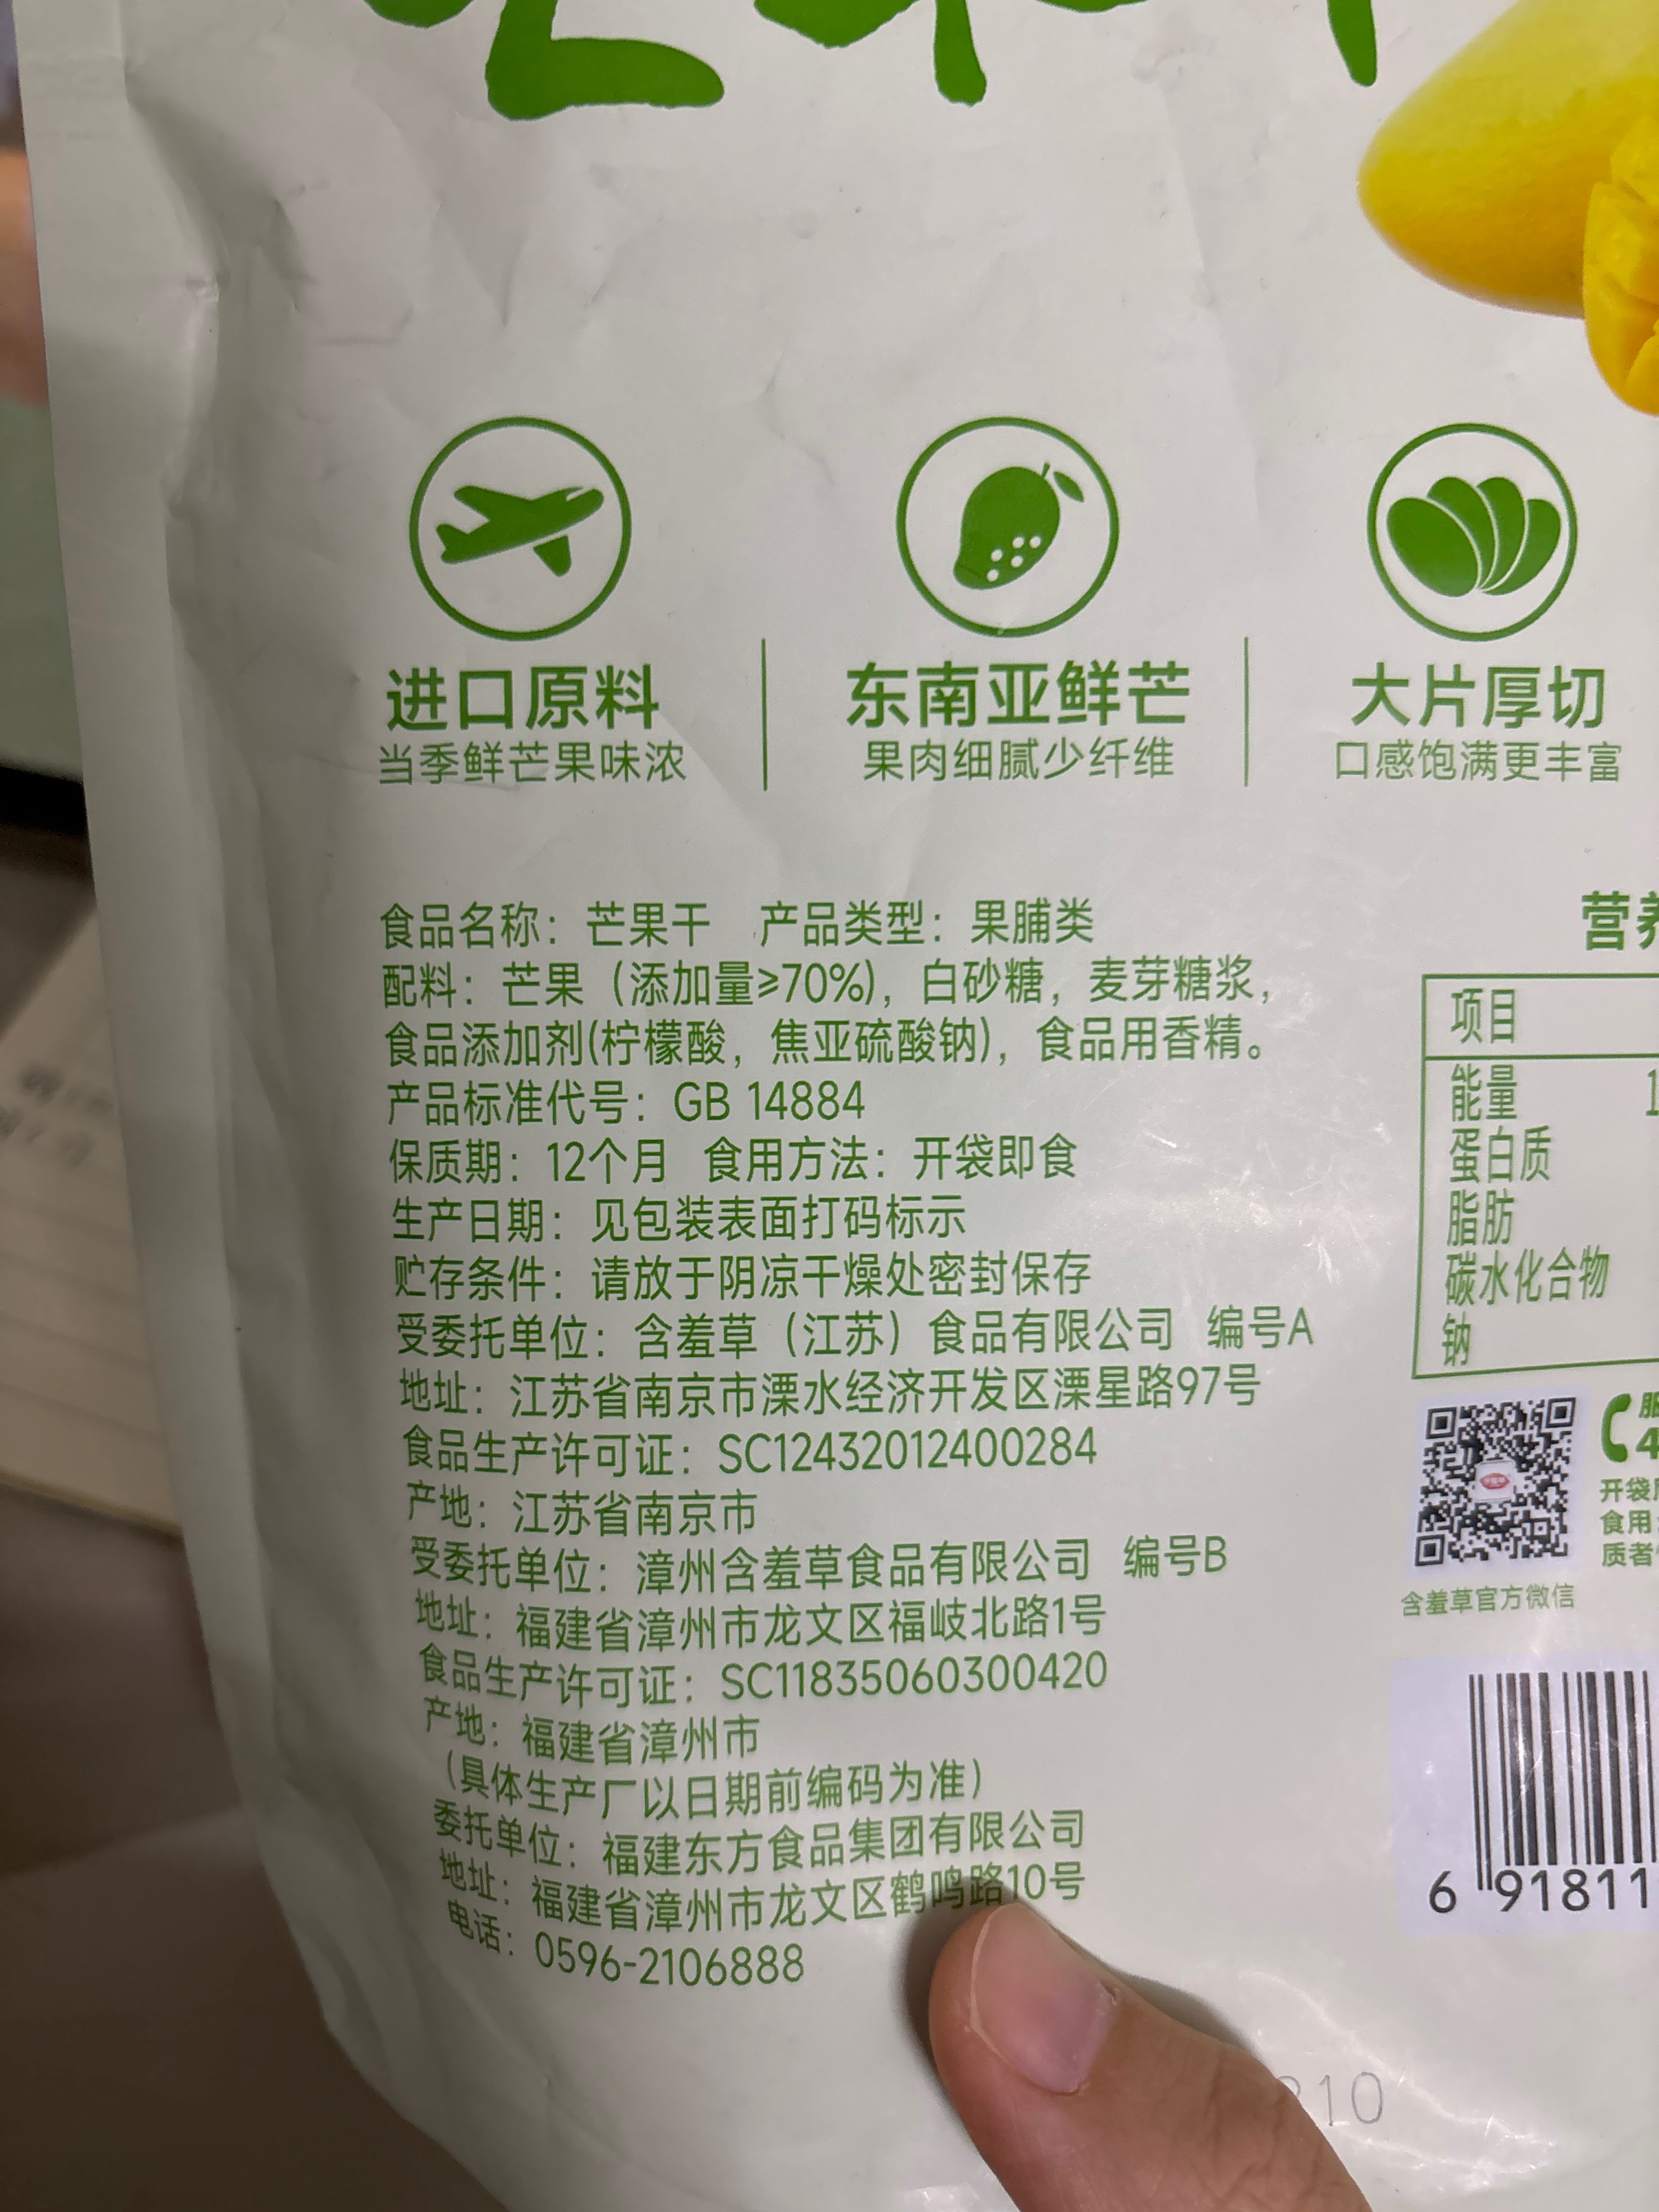 进口原料
当季鲜芒果味浓
东南亚鲜芒
果肉细腻少纤维
大片厚切
口感饱满更丰富
食品名称：芒果干 产品类型：果脯类
配料：芒果（添加量≥70%），白砂糖，麦芽糖浆，
食品添加剂(柠檬酸，焦亚硫酸钠)，食品用香精。
产品标准代号：GB 14884
保质期：12个月 食用方法：开袋即食
生产日期：见包装表面打码标示
贮存条件：请放于阴凉干燥处密封保存
受委托单位：含羞草（江苏）食品有限公司 编号A
地址：江苏省南京市溧水经济开发区溧星路97号
食品生产许可证：SC12432012400284
产地：江苏省南京市
受委托单位：漳州含羞草食品有限公司 编号B
地址：福建省漳州市龙文区福岐北路1号
食品生产许可证：SC11835060300420
产地：福建省漳州市
（具体生产厂以日期前编码为准）
委托单位：福建东方食品集团有限公司
地址：福建省漳州市龙文区鹤鸣路10号
电话：0596-2106888
营养
项目
能量 1
蛋白质
脂肪
碳水化合物
钠
服
4
开袋
食用
质者
含羞草官方微信
6 91811
10